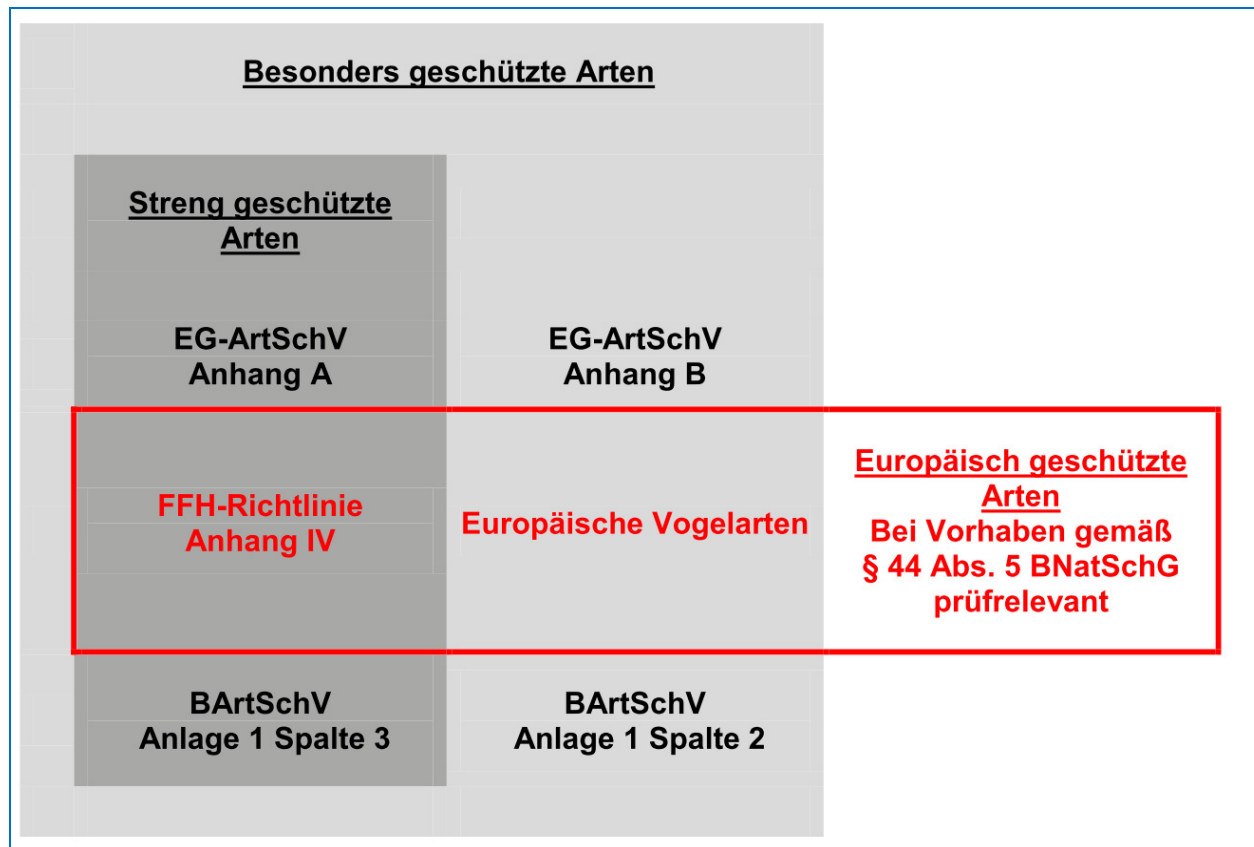 Besonders geschützte Arten
Streng geschützte
Arten
EG-ArtSchV
Anhang A
EG-ArtSchV
Anhang B
FFH-Richtlinie
Anhang IV
Europäische Vogelarten
Europäisch geschützte
Arten
Bei Vorhaben gemäß
§ 44 Abs. 5 BNatSchG
prüfrelevant
BArtSchV
Anlage 1 Spalte 3
BArtSchV
Anlage 1 Spalte 2